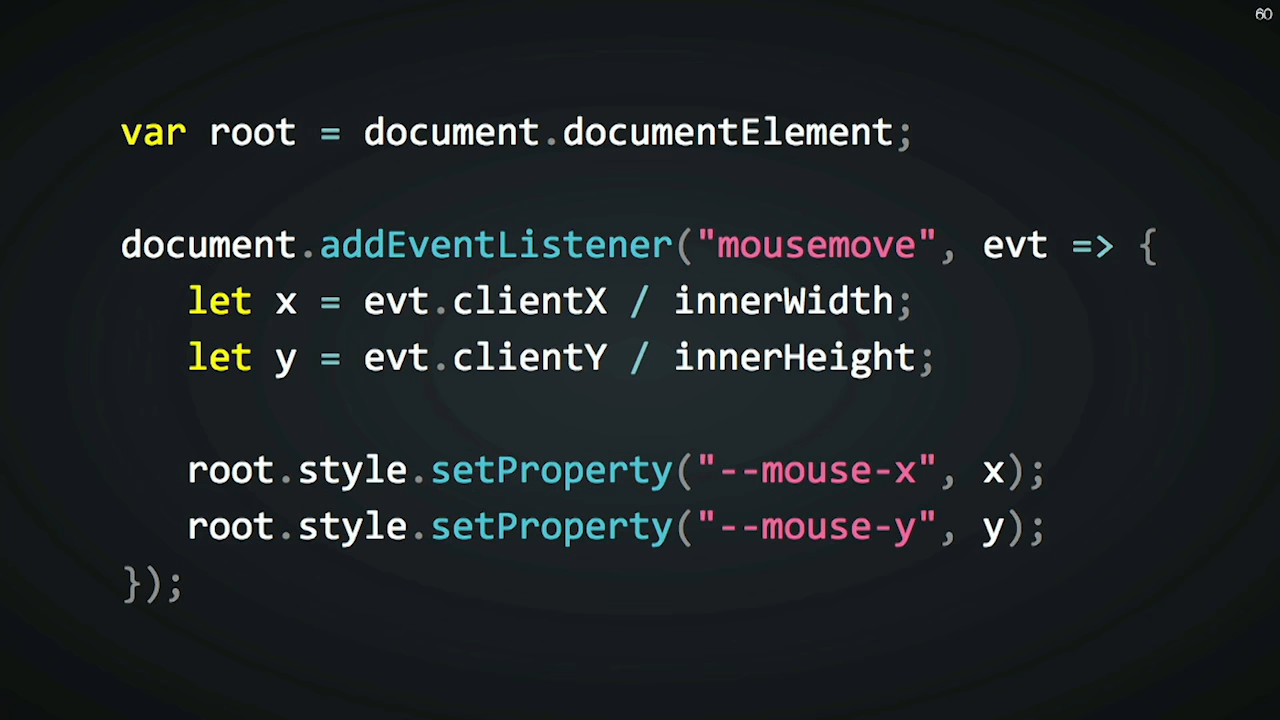 60
var root = document.documentElement;
document.addEventListener("mousemove", evt => {
let x = evt.clientX / innerWidth;
let y = evt.clientY / innerHeight;
root.style.setProperty("--mouse-x", x);
root.style.setProperty("--mouse-y", y);
});